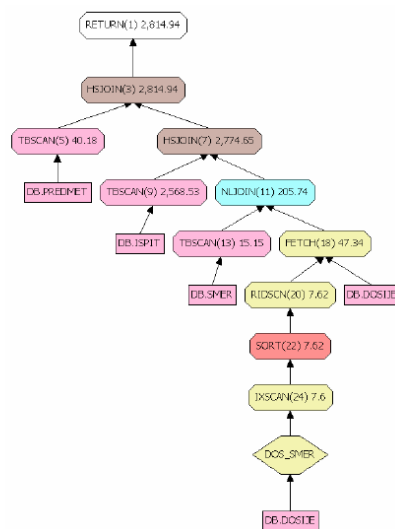 RETURN(1) 2,814.94
HSJOIN(3) 2,814.94
TBSCAN(5) 40.18
HSJOIN(7) 2,774.65
DB.PREDMET
TBSCAN(9) 2,568.53
NLJOIN(11) 205.74
DB.ISPIT
TBSCAN(13) 15.15
FETCH(18) 47.34
DB.SMER
RIDSCN(20) 7.62
DB.DOSIJE
SORT(22) 7.62
IXSCAN(24) 7.6
DOS_SMER
DB.DOSIJE